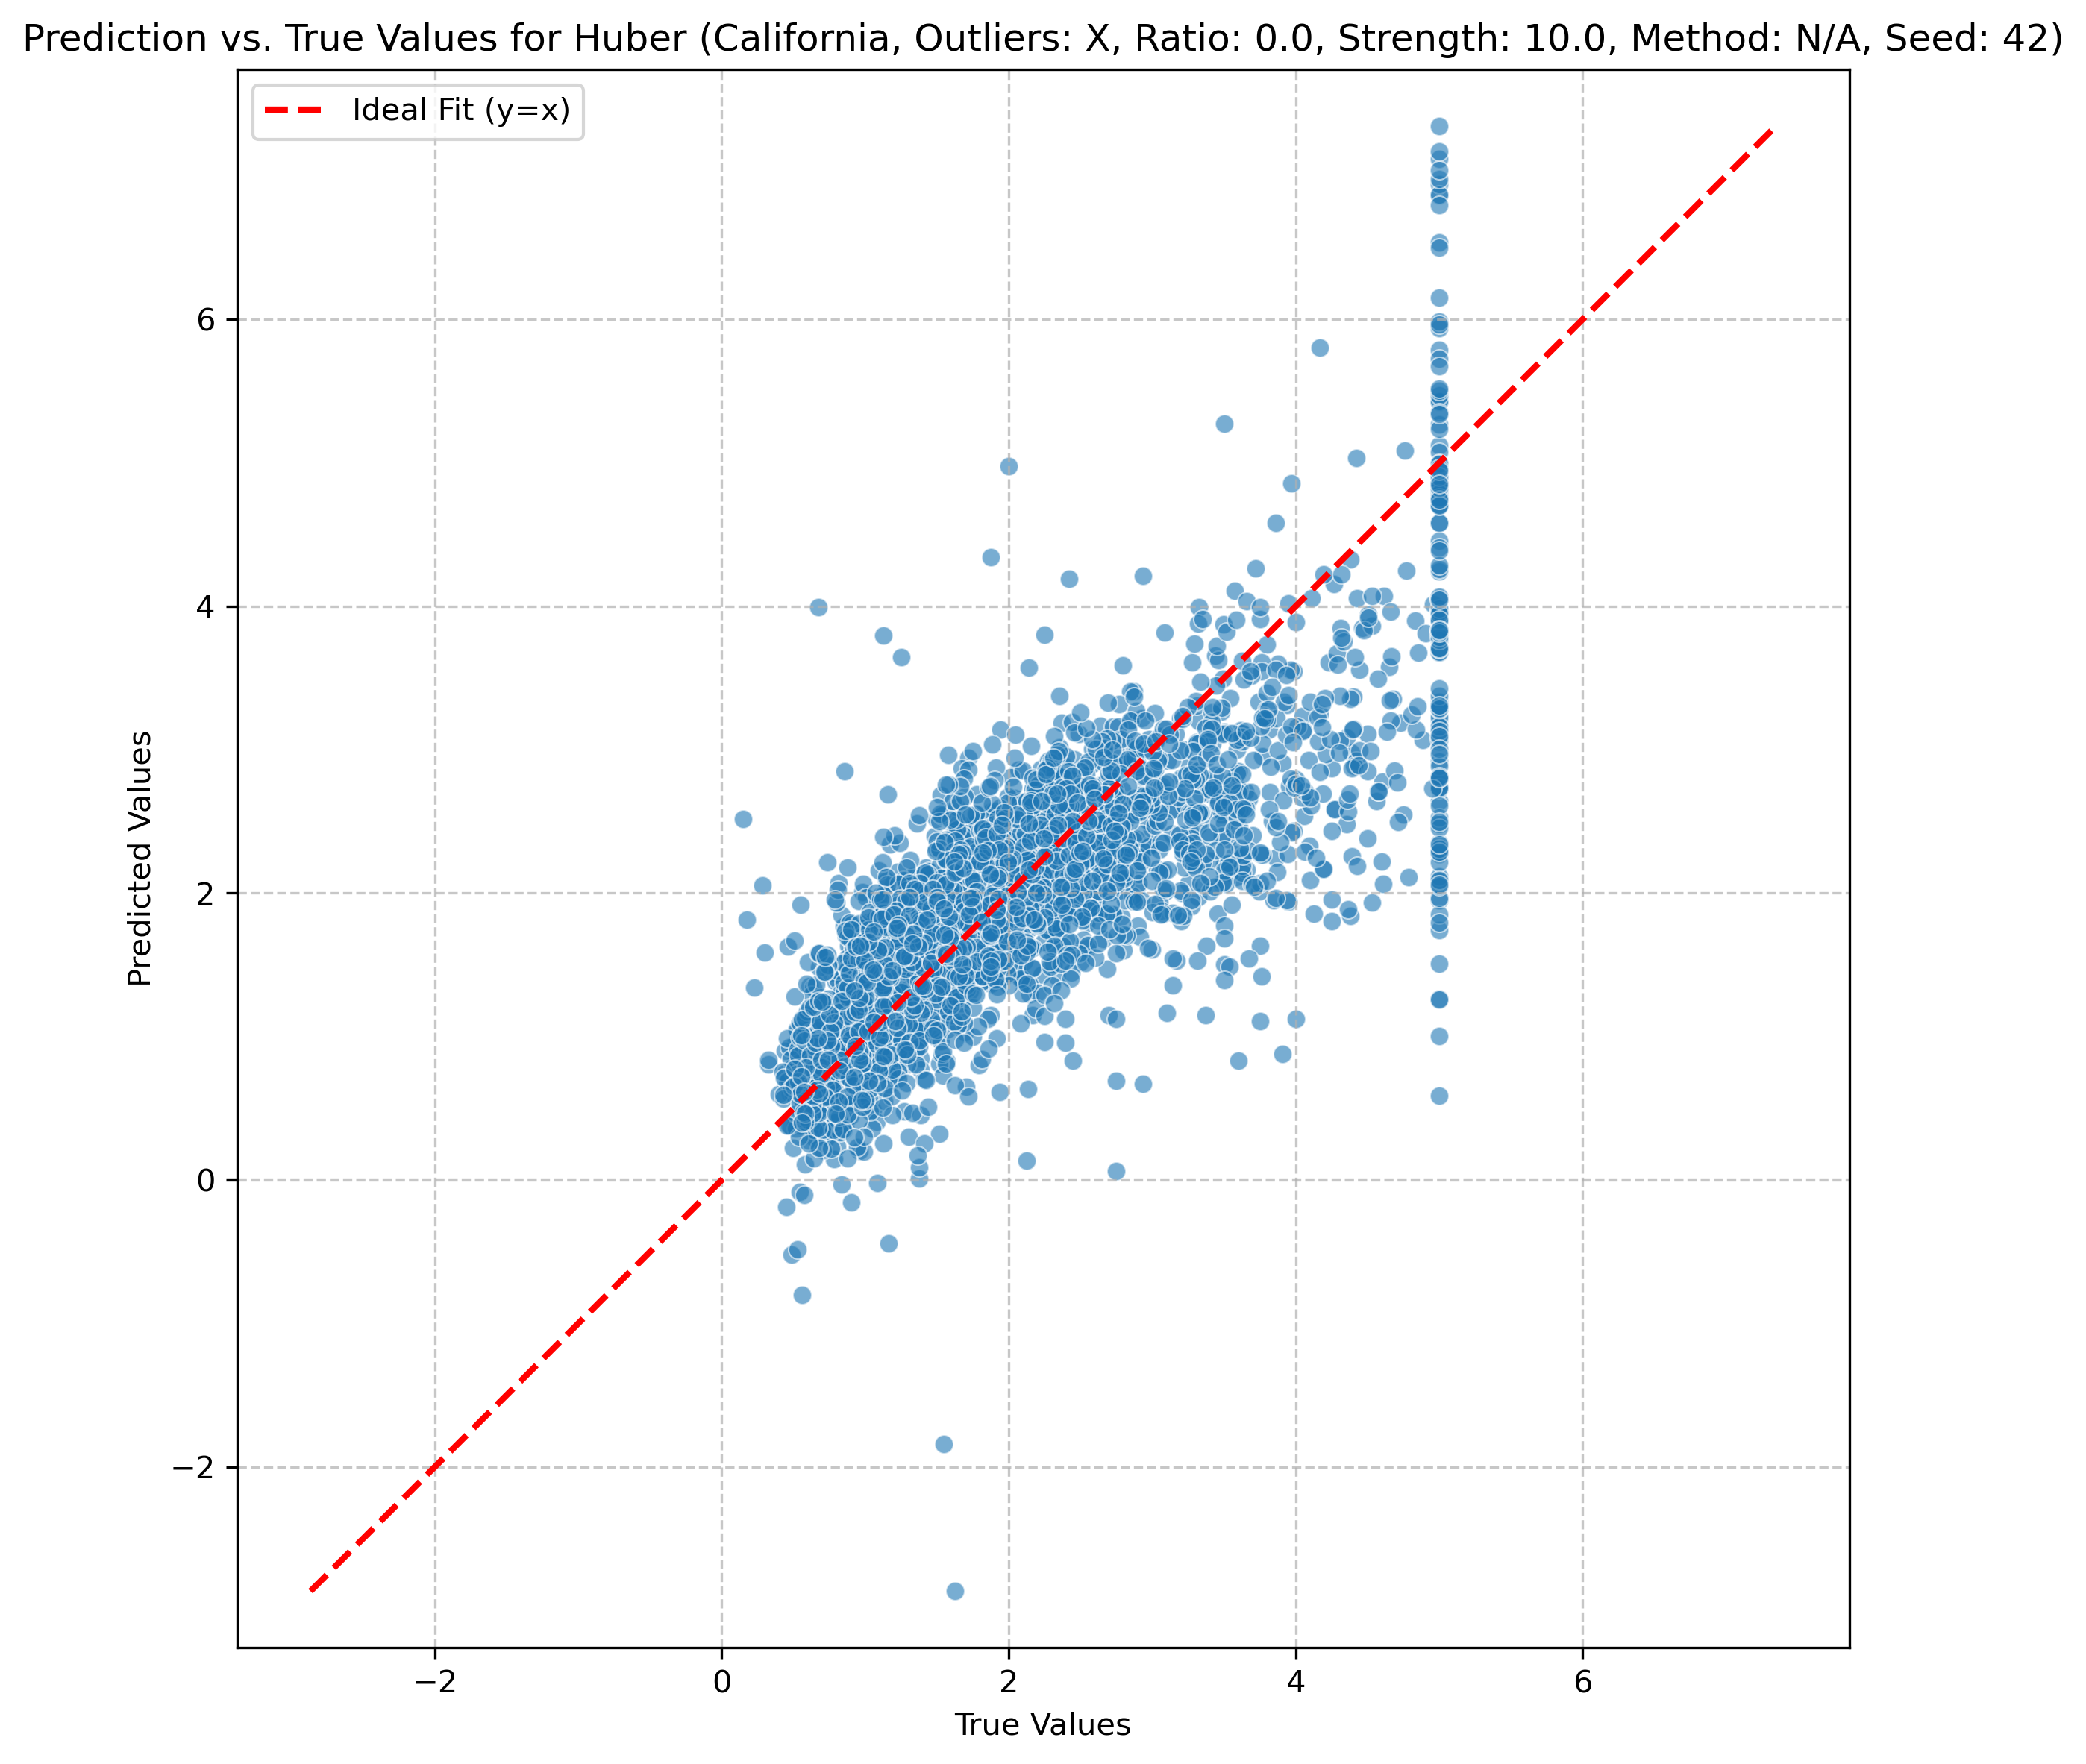 Prediction vs. True Values for Huber (California, Outliers: X, Ratio: 0.0, Strength: 10.0, Method: N/A, Seed: 42)
Ideal Fit (y=x)
Predicted Values
6
4
2
0
−2
−2
0
2
4
6
True Values